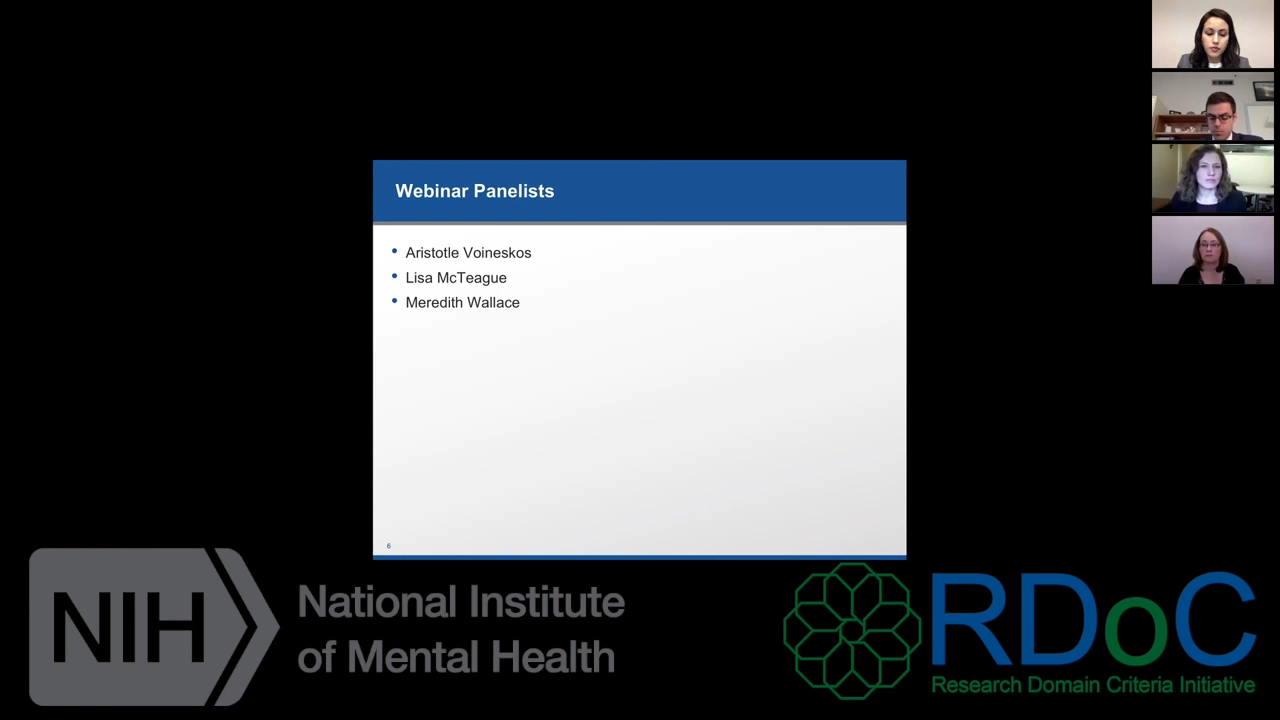 Webinar Panelists
• Aristotle Voineskos
• Lisa McTeague
• Meredith Wallace
6
NIH
National Institute
of Mental Health
RDoC
Research Domain Criteria Initiative